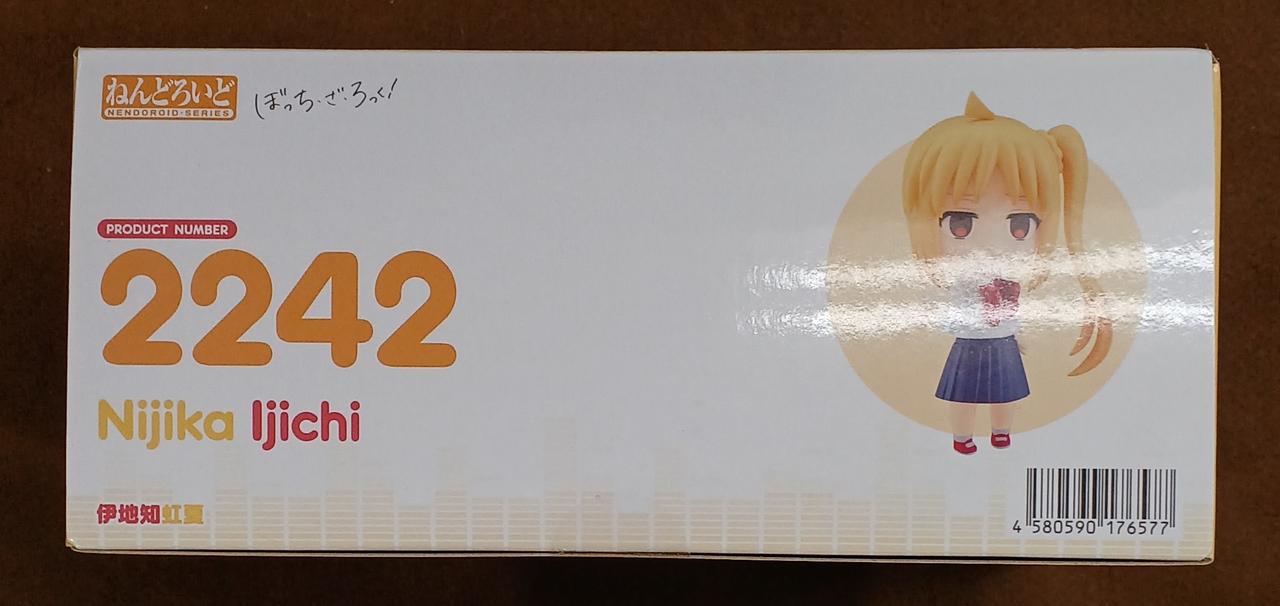 ねんどろいど
NENDOROID・SERIES
ぼっち・ざ・ろっく!
PRODUCT NUMBER
2242
Nijika Ijichi
伊地知虹夏
4 580590 176577